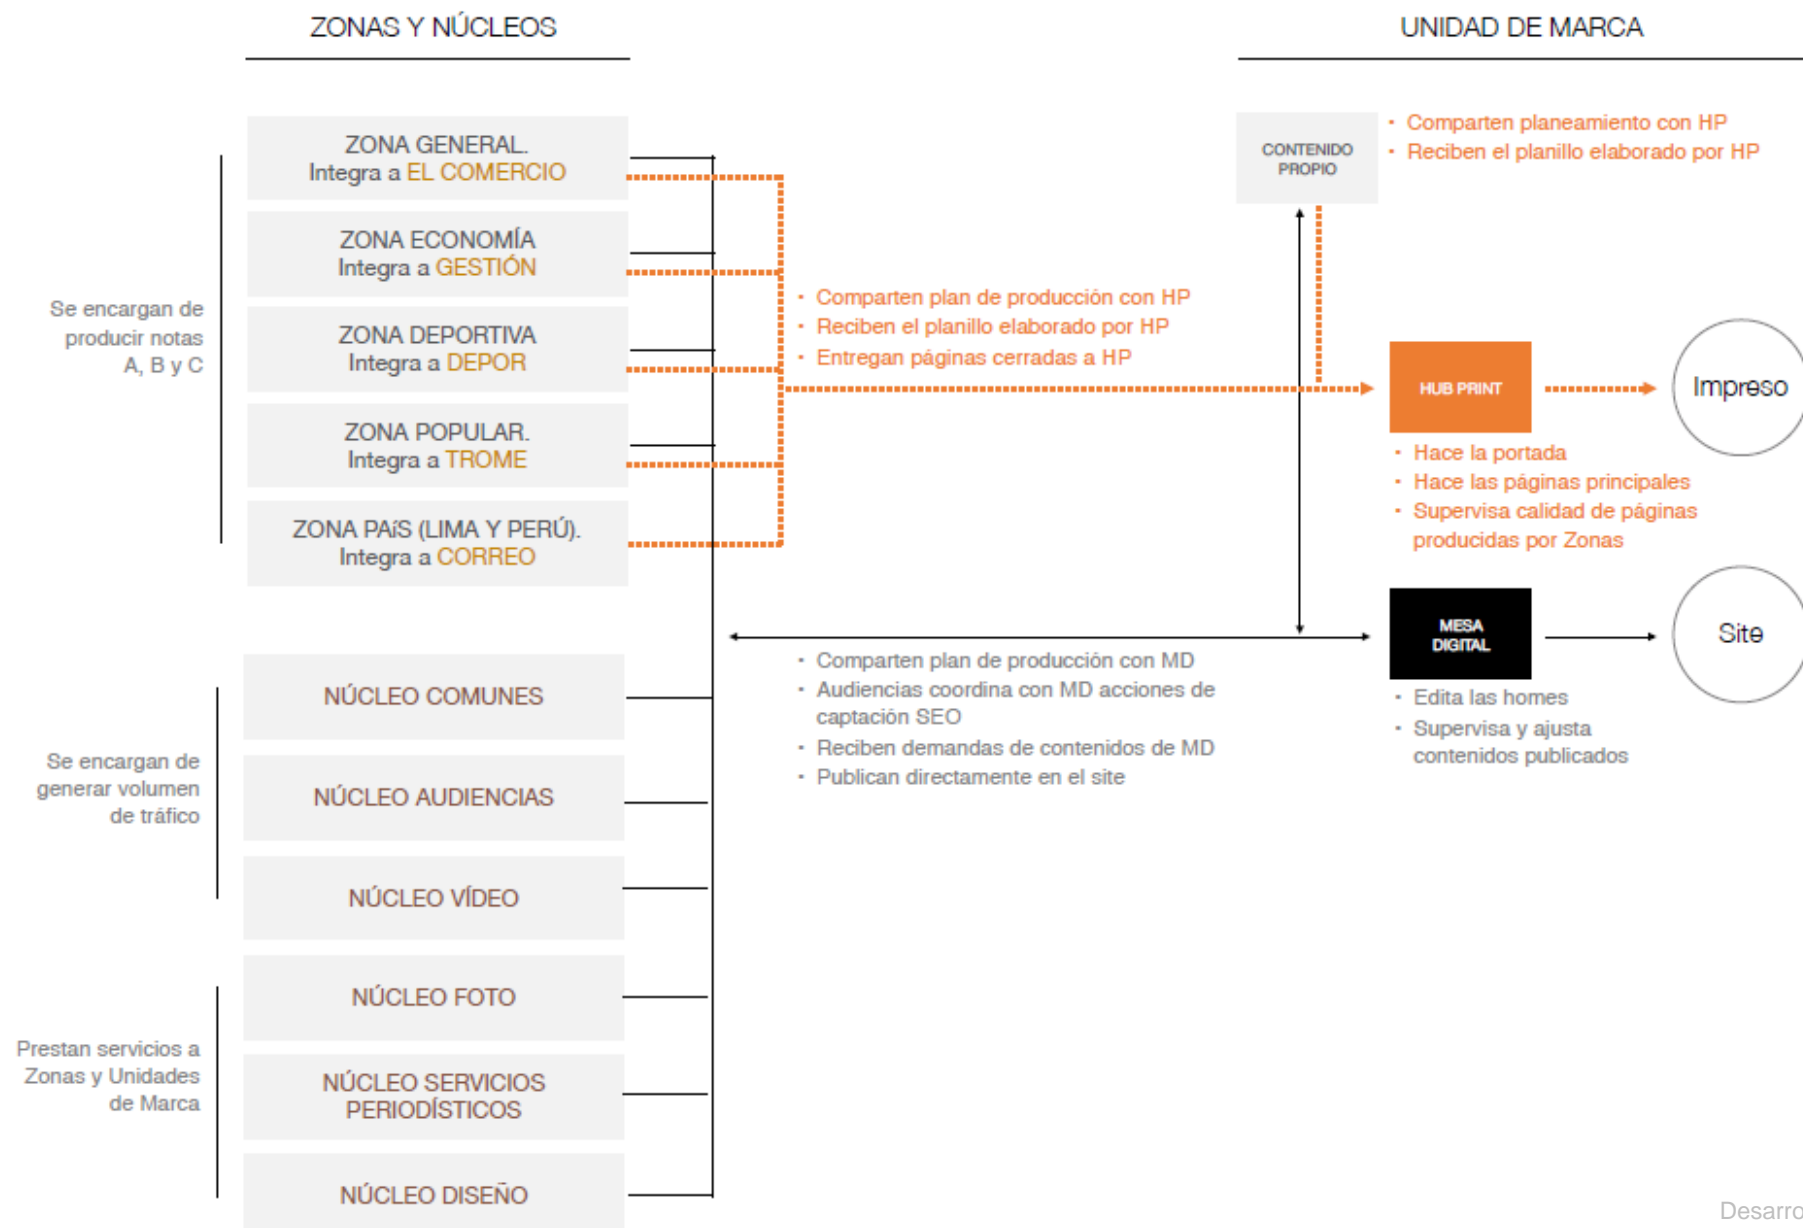 ZONAS Y NÚCLEOS
UNIDAD DE MARCA
ZONA GENERAL.
Integra a EL COMERCIO
ZONA ECONOMÍA
Integra a GESTIÓN
ZONA DEPORTIVA
Integra a DEPOR
ZONA POPULAR.
Integra a TROME
ZONA PAíS (LIMA Y PERÚ).
Integra a CORREO
Se encargan de
producir notas
A, B y C
• Comparten plan de producción con HP
• Reciben el planillo elaborado por HP
• Entregan páginas cerradas a HP
CONTENIDO
PROPIO
• Comparten planeamiento con HP
• Reciben el planillo elaborado por HP
HUB PRINT
Impreso
• Hace la portada
• Hace las páginas principales
• Supervisa calidad de páginas
producidas por Zonas
MESA
DIGITAL
Site
• Edita las homes
• Supervisa y ajusta
contenidos publicados
• Comparten plan de producción con MD
• Audiencias coordina con MD acciones de
captación SEO
• Reciben demandas de contenidos de MD
• Publican directamente en el site
NÚCLEO COMUNES
NÚCLEO AUDIENCIAS
NÚCLEO VÍDEO
Se encargan de
generar volumen
de tráfico
NÚCLEO FOTO
NÚCLEO SERVICIOS
PERIODÍSTICOS
NÚCLEO DISEÑO
Prestan servicios a
Zonas y Unidades
de Marca
Desarro